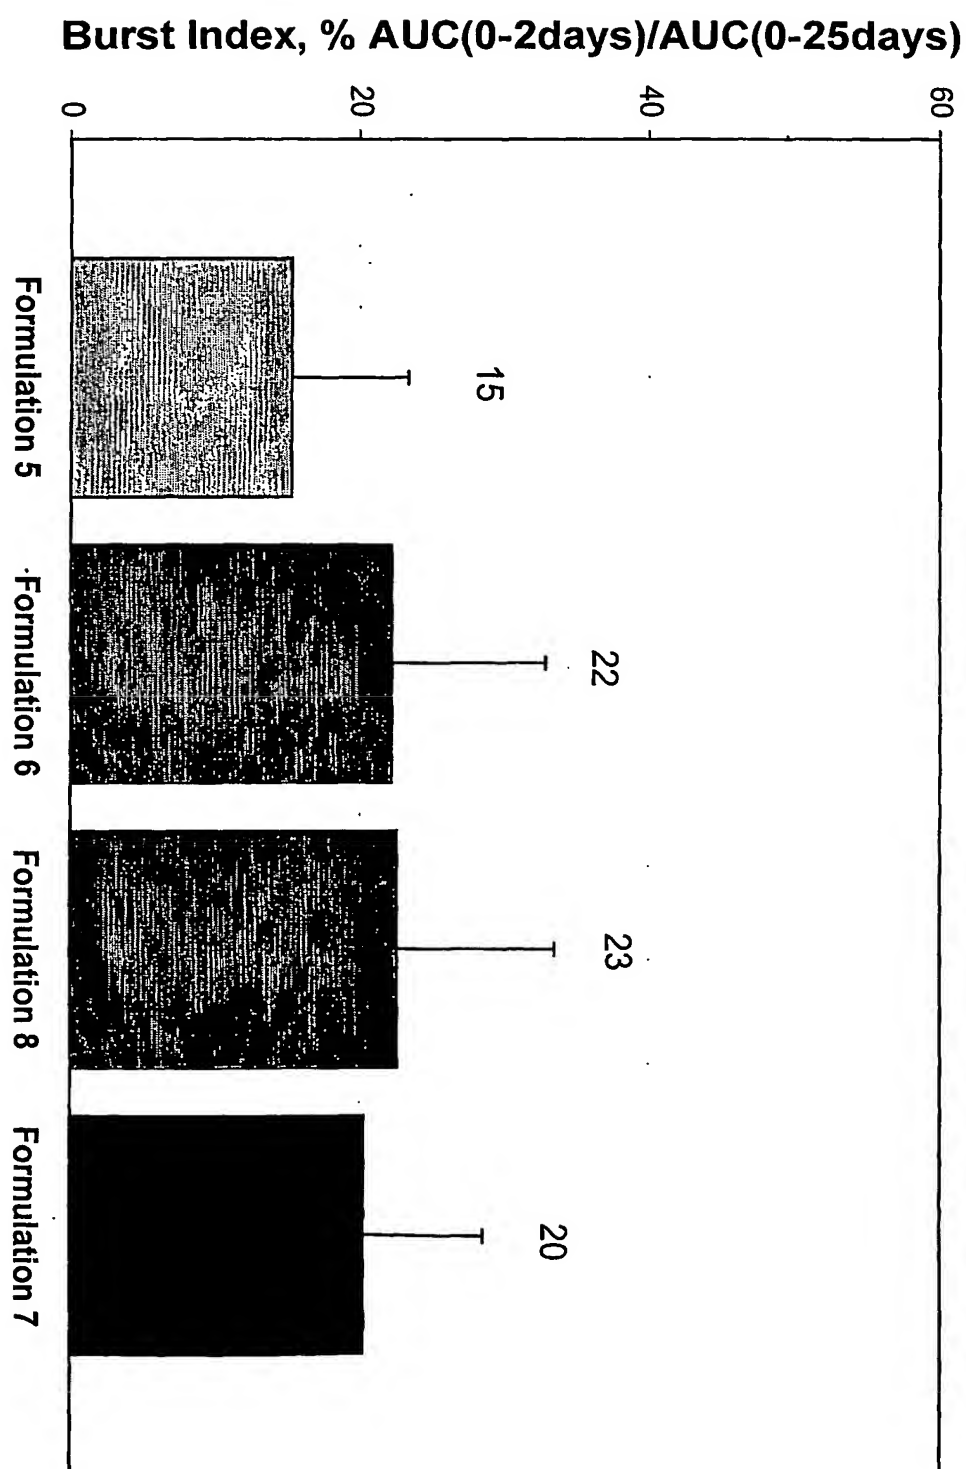 Burst Index, % AUC(0-2days)/AUC(0-25days)
60
40
20
0
15
22
23
20
Formulation 5
Formulation 6
Formulation 8
Formulation 7